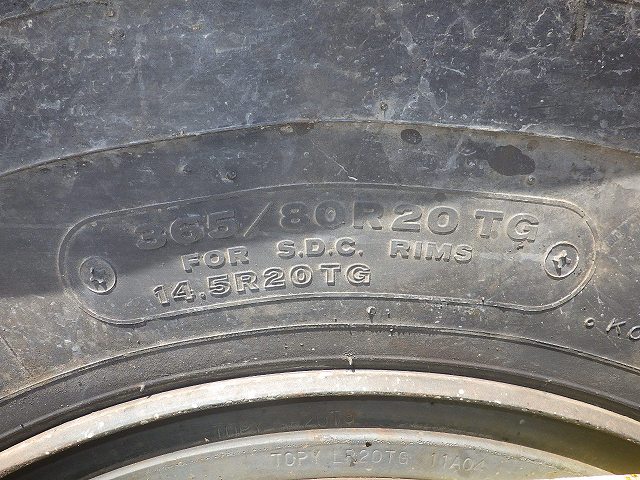 365/80R20 TG
FOR S.D.C. RIMS
14.5R20TG
TOPY LR20TG 11A04